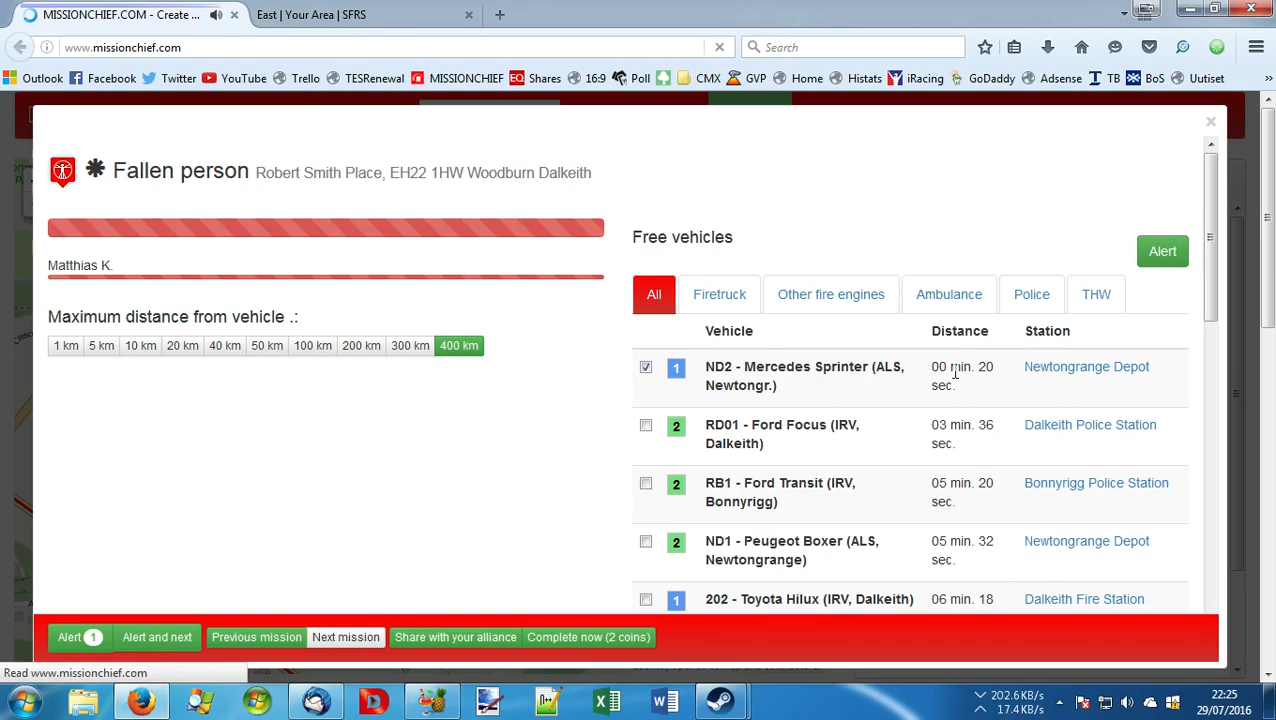 MISSIONCHIEF.COM - Create ...
East | Your Area | SFRS
www.missionchief.com
Search
Outlook Facebook Twitter YouTube Trello TESRenewal MISSIONCHIEF Shares 16:9 Poll CMX GVP Home Histats iRacing GoDaddy Adsense TB BoS Uutiset »
Fallen person Robert Smith Place, EH22 1HW Woodburn Dalkeith
Matthias K.
Maximum distance from vehicle .:
1 km 5 km 10 km 20 km 40 km 50 km 100 km 200 km 300 km 400 km
Free vehicles
Alert
All Firetruck Other fire engines Ambulance Police THW
Vehicle Distance Station
1 ND2 - Mercedes Sprinter (ALS, 00 min. 20 Newtongrange Depot
Newtongr.) sec.
2 RD01 - Ford Focus (IRV, 03 min. 36 Dalkeith Police Station
Dalkeith) sec.
2 RB1 - Ford Transit (IRV, 05 min. 20 Bonnyrigg Police Station
Bonnyrigg) sec.
2 ND1 - Peugeot Boxer (ALS, 05 min. 32 Newtongrange Depot
Newtongrange) sec.
1 202 - Toyota Hilux (IRV, Dalkeith) 06 min. 18 Dalkeith Fire Station
Alert 1 Alert and next Previous mission Next mission Share with your alliance Complete now (2 coins)
Read www.missionchief.com
202.6KB/s
17.4KB/s
22:25
29/07/2016